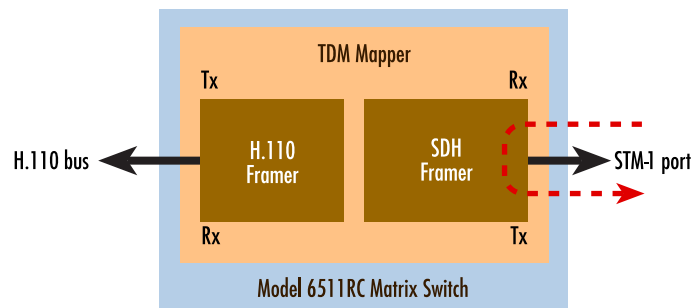 TDM Mapper
Tx
Rx
H.110 bus
H.110
Framer
SDH
Framer
STM-1 port
Rx
Tx
Model 6511RC Matrix Switch